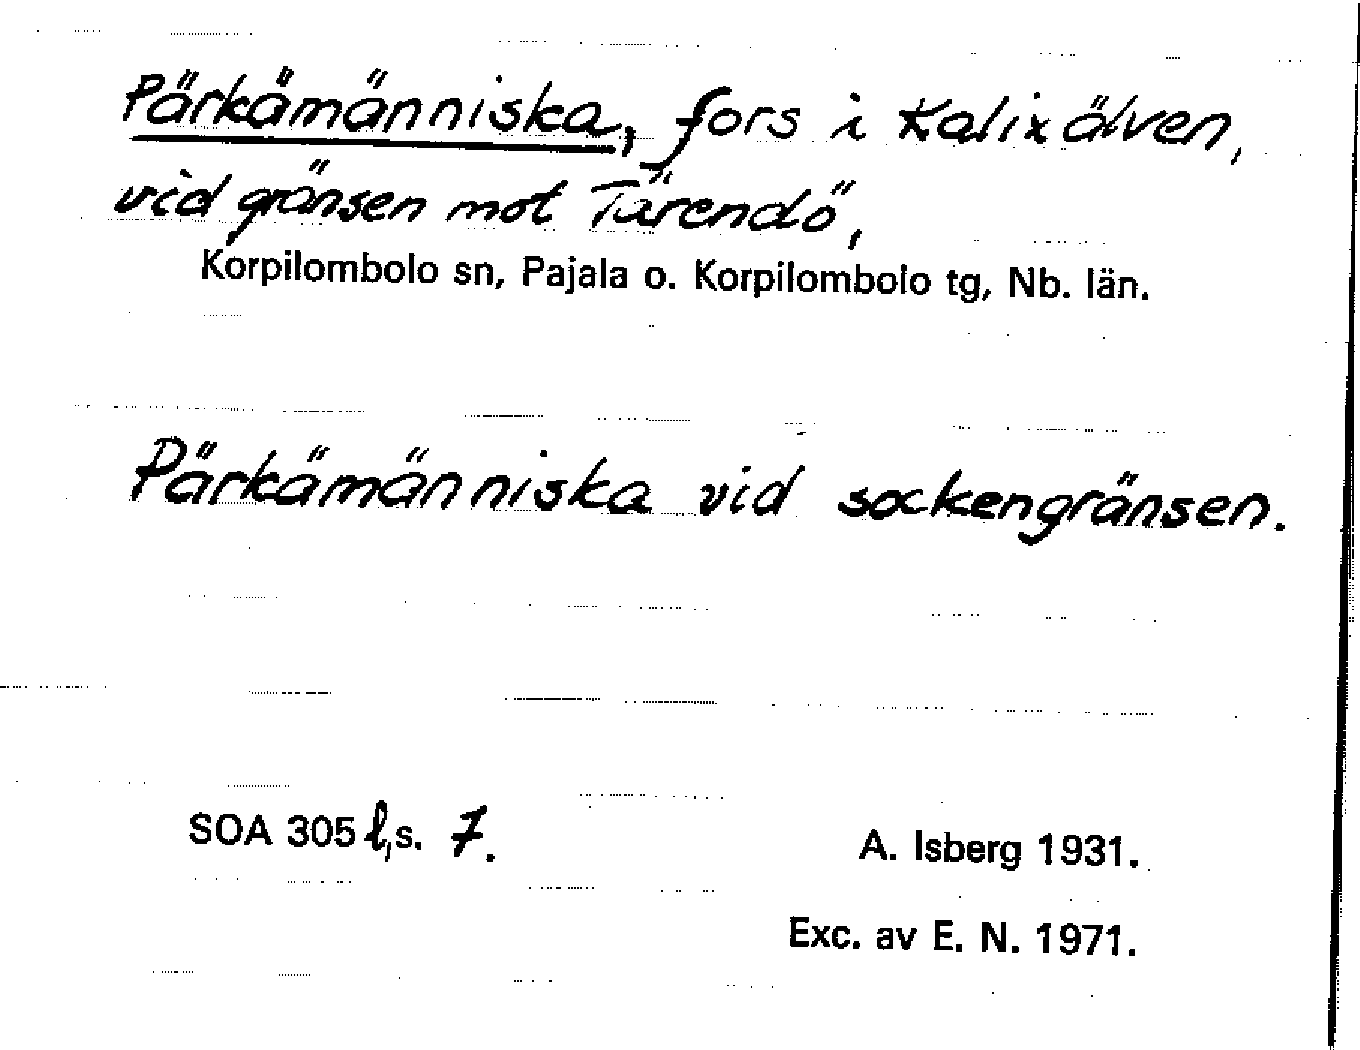 Pärkämänniska, fors i Kalixälven,
vid gränsen mot Tärendö,
Korpilombolo sn, Pajala o. Korpilombolo tg, Nb. län.
Pärkämänniska vid sockengränsen.
SOA 305 l, s. 7.
A. Isberg 1931.
Exc. av E. N. 1971.